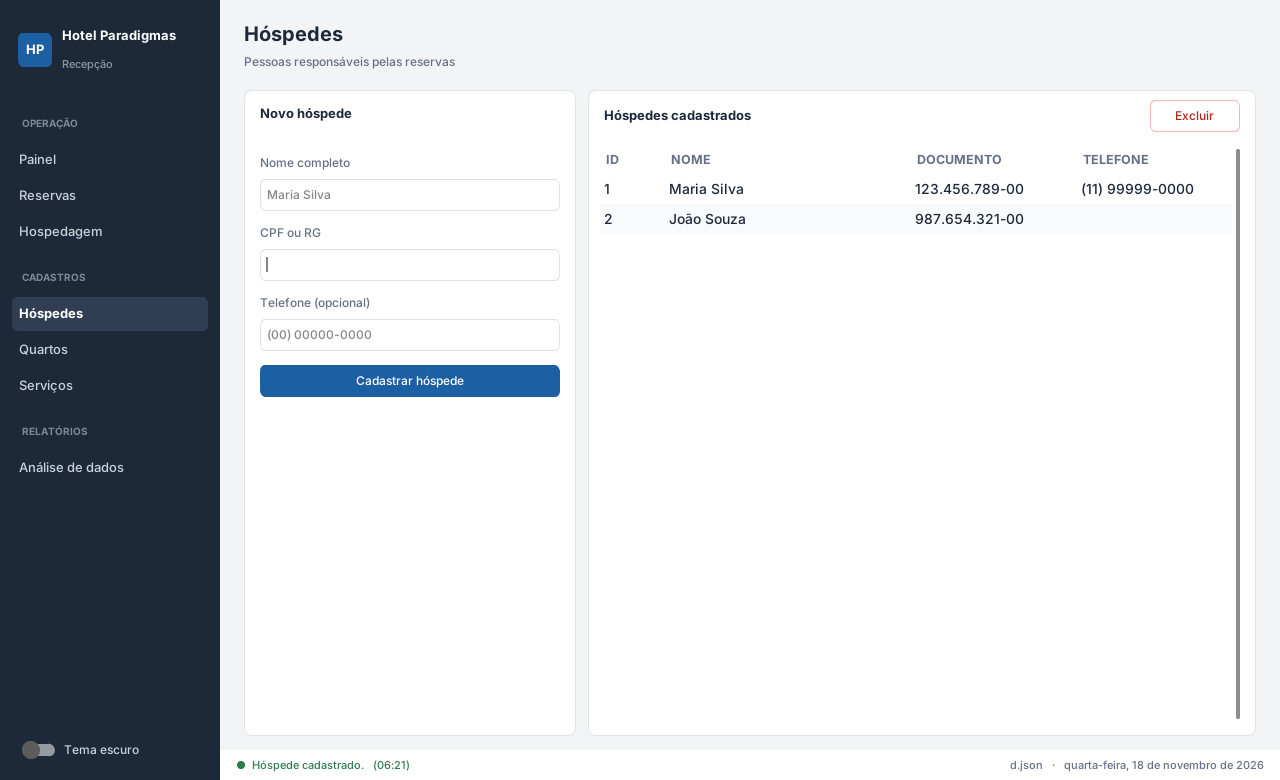 HP
Hotel Paradigmas
Recepção
OPERAÇÃO
Painel
Reservas
Hospedagem
CADASTROS
Hóspedes
Quartos
Serviços
RELATÓRIOS
Análise de dados
Tema escuro
Hóspedes
Pessoas responsáveis pelas reservas
Novo hóspede
Nome completo
Maria Silva
CPF ou RG
Telefone (opcional)
(00) 00000-0000
Cadastrar hóspede
Hóspedes cadastrados
Excluir
ID NOME DOCUMENTO TELEFONE
1 Maria Silva 123.456.789-00 (11) 99999-0000
2 João Souza 987.654.321-00
Hóspede cadastrado. (06:21)
d.json · quarta-feira, 18 de novembro de 2026